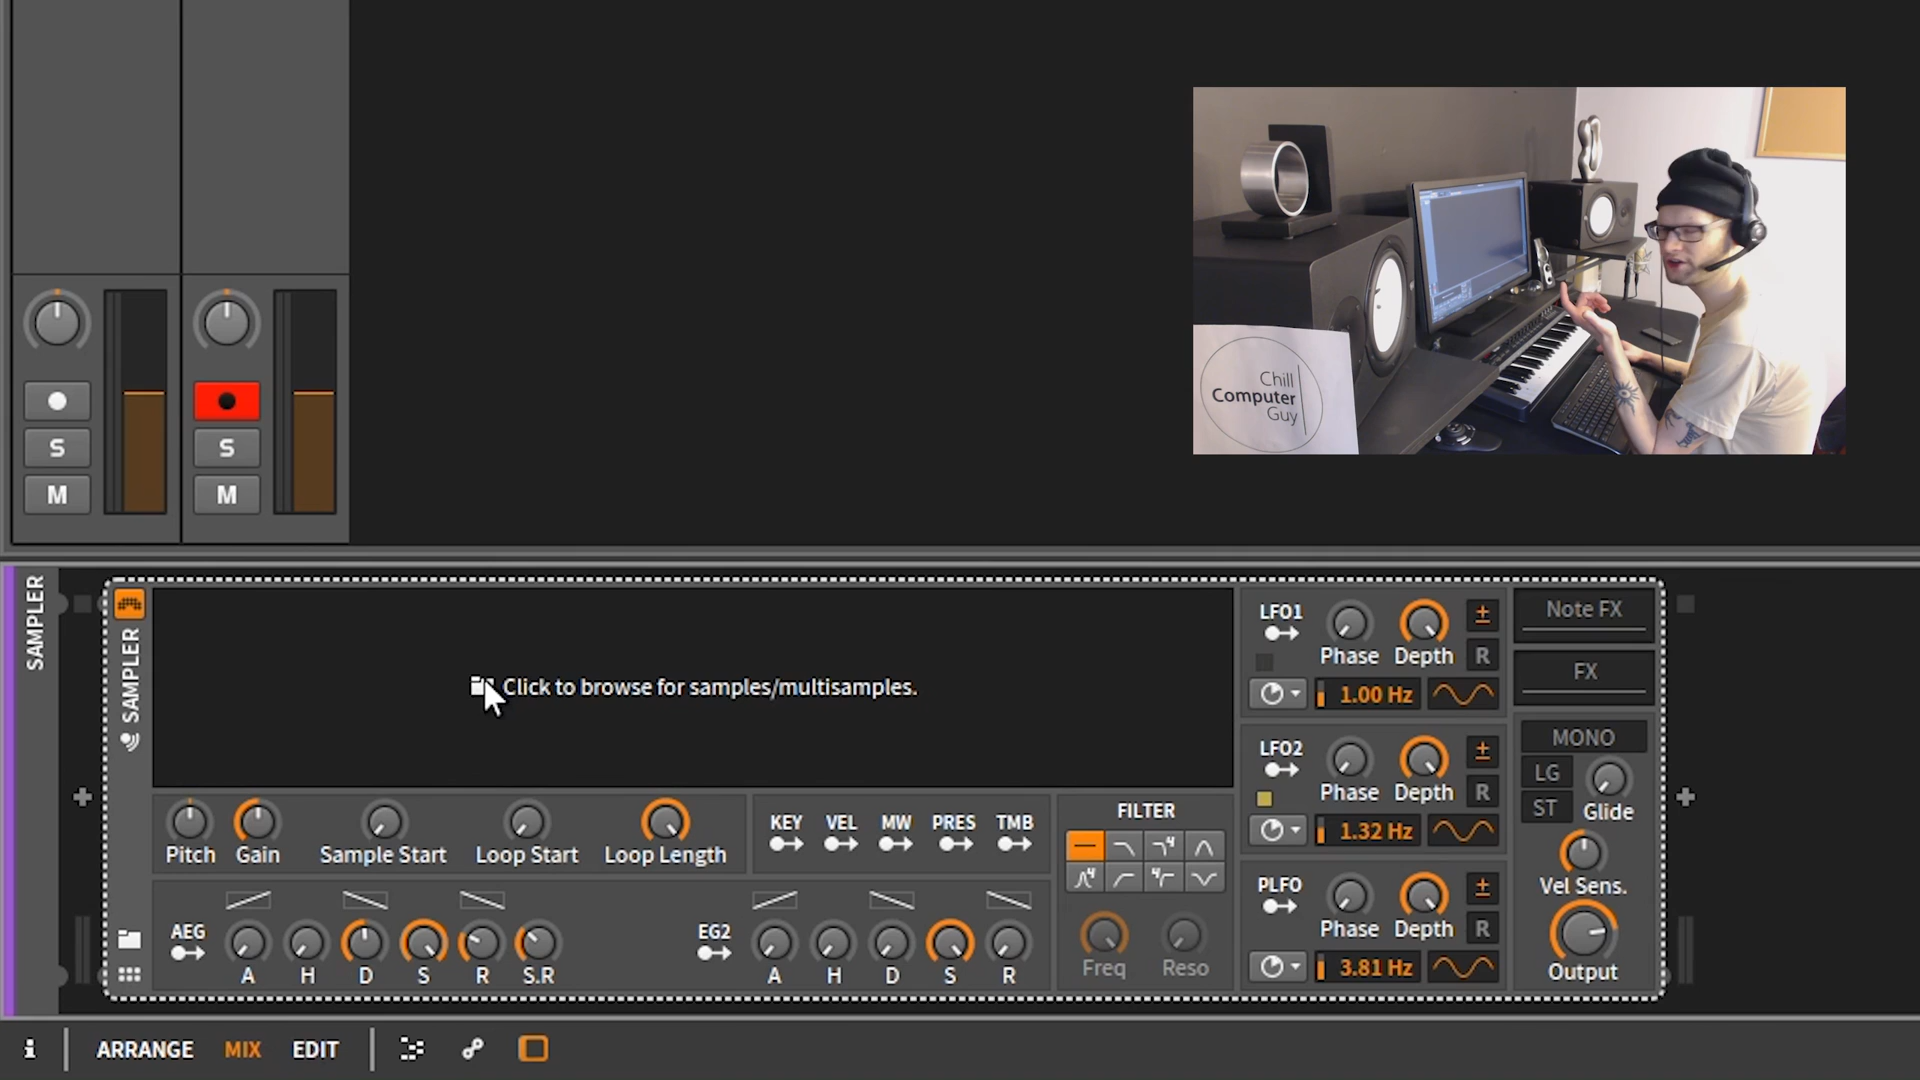 S
S
M
M
Chill
Computer
Guy
SAMPLER
SAMPLER
Click to browse for samples/multisamples.
Pitch
Gain
Sample Start
Loop Start
Loop Length
KEY
VEL
MW
PRES
TMB
AEG
A
H
D
S
R
S.R
EG2
A
H
D
S
R
FILTER
4
4
4
Freq
Reso
LFO1
Phase
Depth
±
R
1.00 Hz
LFO2
Phase
Depth
±
R
1.32 Hz
PLFO
Phase
Depth
±
R
3.81 Hz
Note FX
FX
MONO
LG
ST
Glide
Vel Sens.
Output
i
ARRANGE
MIX
EDIT